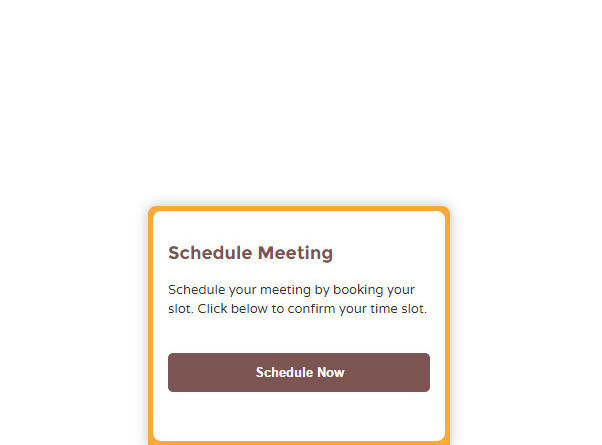 Schedule Meeting
Schedule your meeting by booking your
slot. Click below to confirm your time slot.
Schedule Now